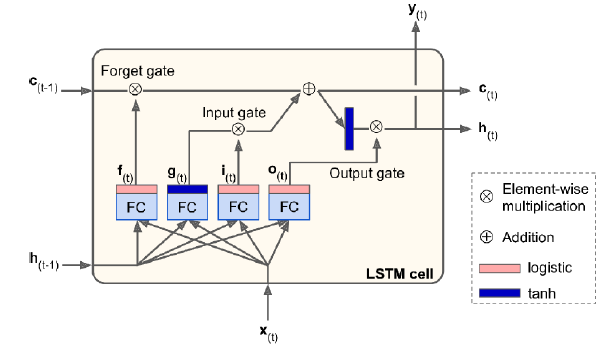 y(t)
Forget gate
c(t-1)
c(t)
Input gate
h(t)
f(t)
g(t)
i(t)
o(t)
Output gate
FC
FC
FC
FC
h(t-1)
LSTM cell
x(t)
Element-wise
multiplication
Addition
logistic
tanh